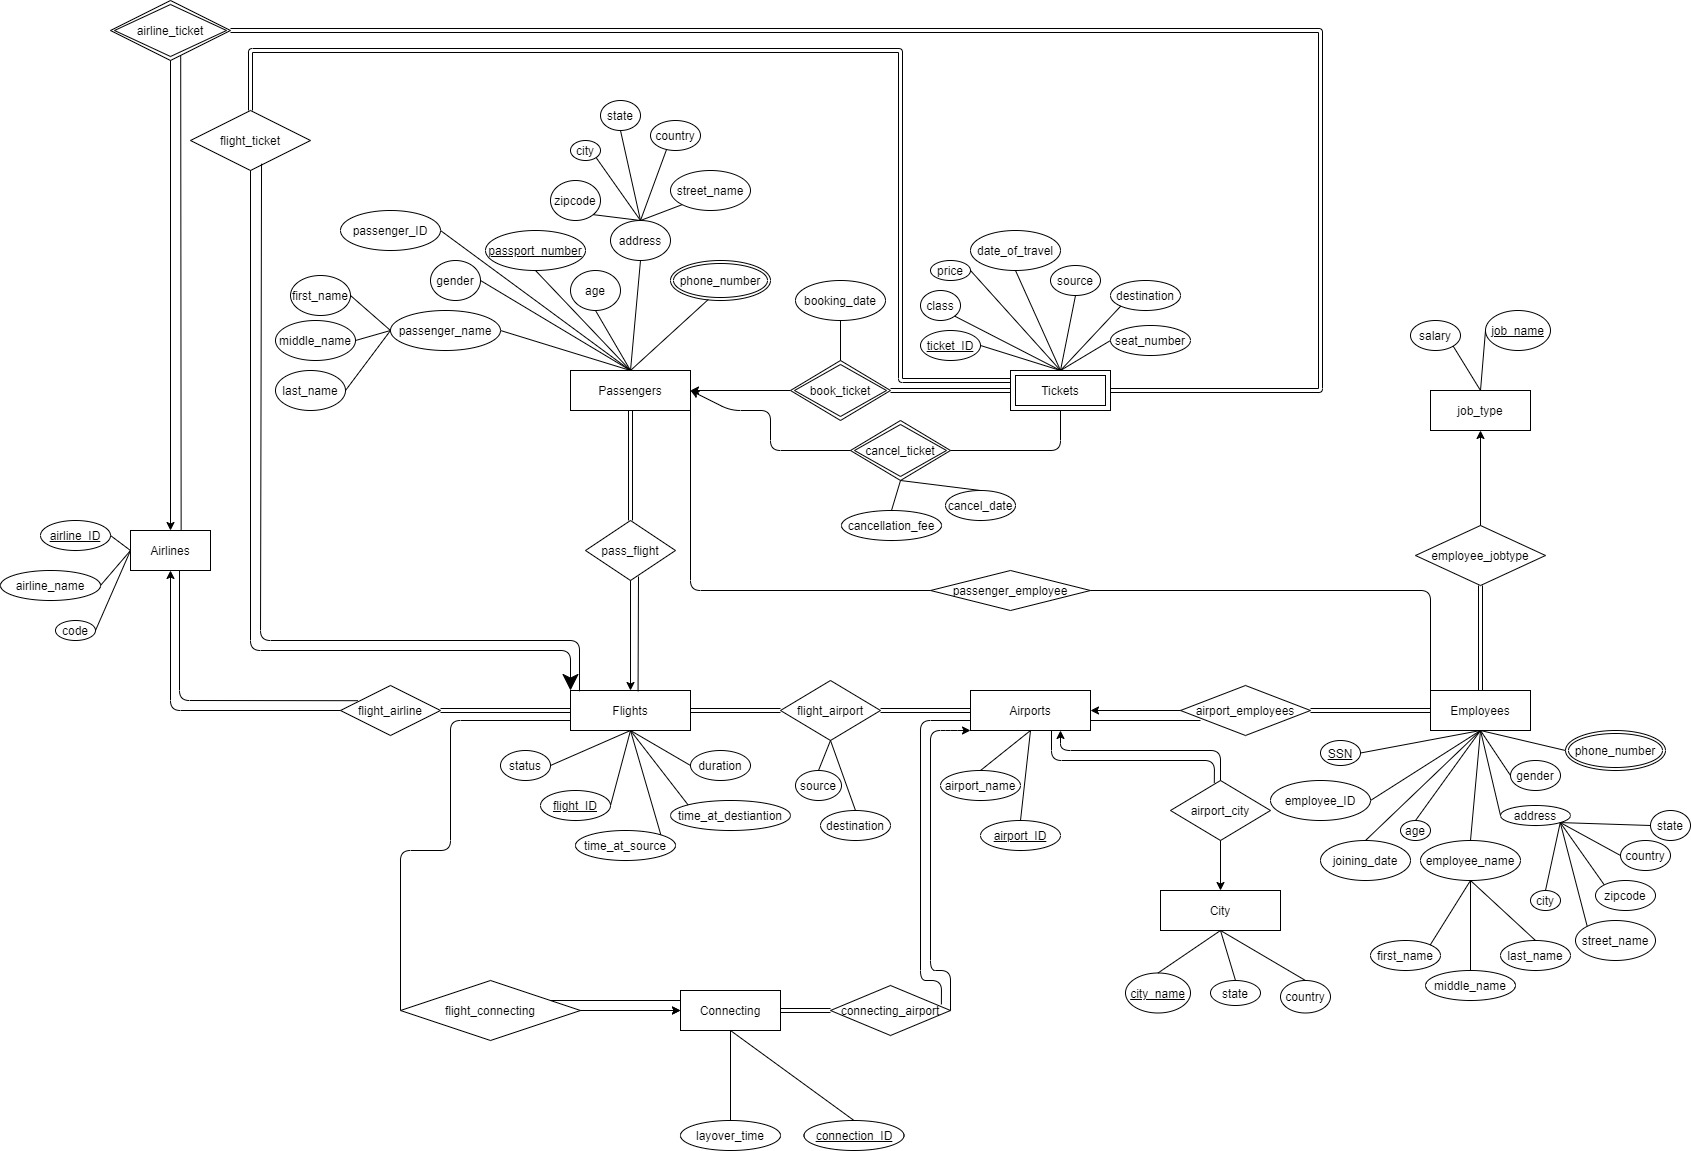 airline_ticket
flight_ticket
state
country
city
street_name
zipcode
passenger_ID
address
passport_number
phone_number
gender
age
first_name
passenger_name
middle_name
last_name
booking_date
date_of_travel
price
source
destination
class
ticket_ID
seat_number
salary
job_name
Passengers
book_ticket
Tickets
job_type
cancel_ticket
cancel_date
cancellation_fee
airline_ID
Airlines
airline_name
code
pass_flight
passenger_employee
employee_jobtype
flight_airline
Flights
flight_airport
Airports
airport_employees
Employees
status
duration
flight_ID
time_at_destiantion
time_at_source
source
destination
airport_name
airport_ID
airport_city
SSN
phone_number
gender
employee_ID
address
state
age
joining_date
employee_name
country
zipcode
city
street_name
first_name
last_name
middle_name
City
city_name
state
country
flight_connecting
Connecting
connecting_airport
layover_time
connection_ID